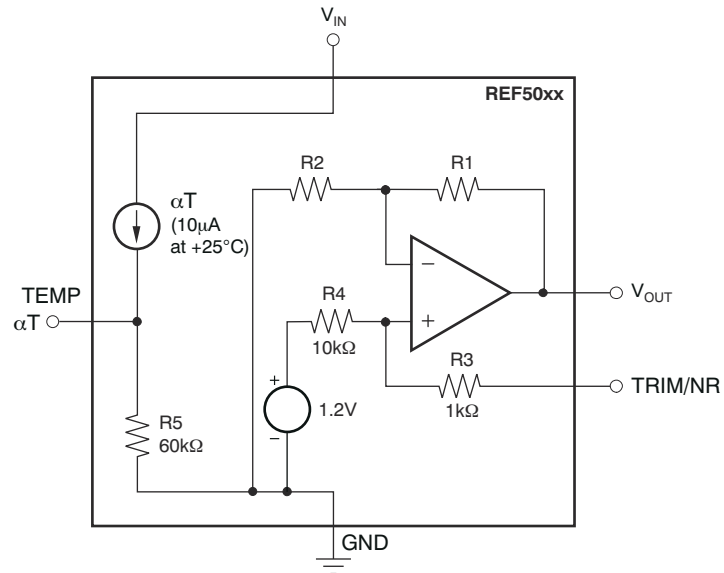 V_IN
REF50xx
R2
R1
αT
(10μA
at +25°C)
−
TEMP
αT
R4
+
V_OUT
10kΩ
R3
TRIM/NR
1kΩ
+
1.2V
−
R5
60kΩ
GND